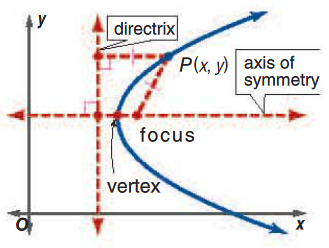 y
directrix
P(x, y)
axis of
symmetry
focus
vertex
O
x